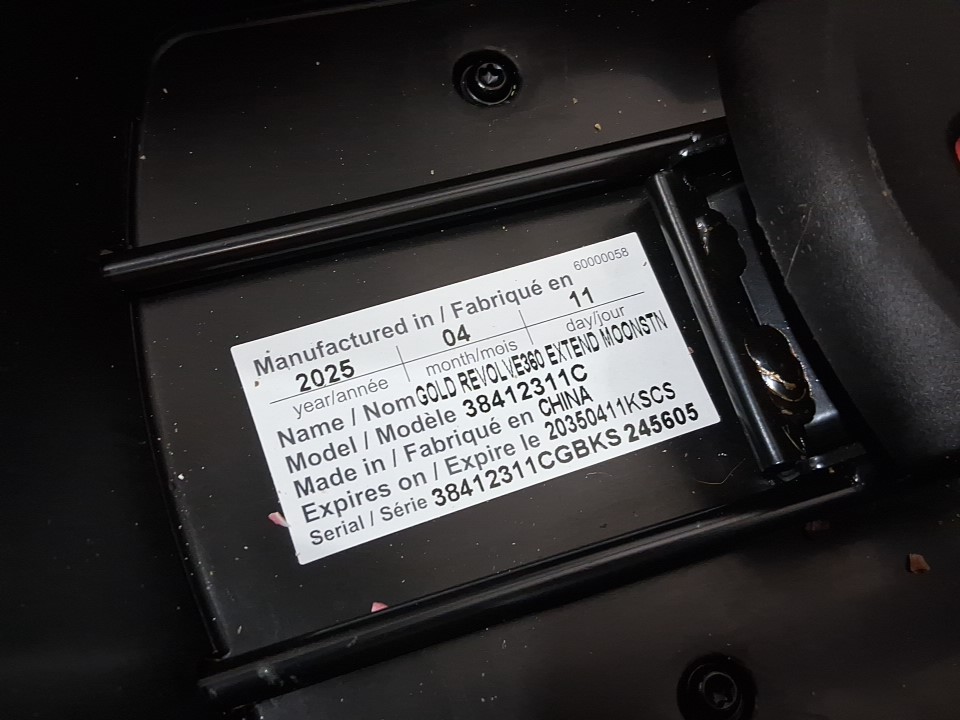 60000058
Manufactured in / Fabriqué en
2025 04 11
year/année month/mois day/jour
Name / Nom GOLD REVOLVE360 EXTEND MOONSTN
Model / Modèle 38412311C
Made in / Fabriqué en CHINA
Expires on / Expire le 20350411KSCS
Serial / Série 38412311CGBKS 245605